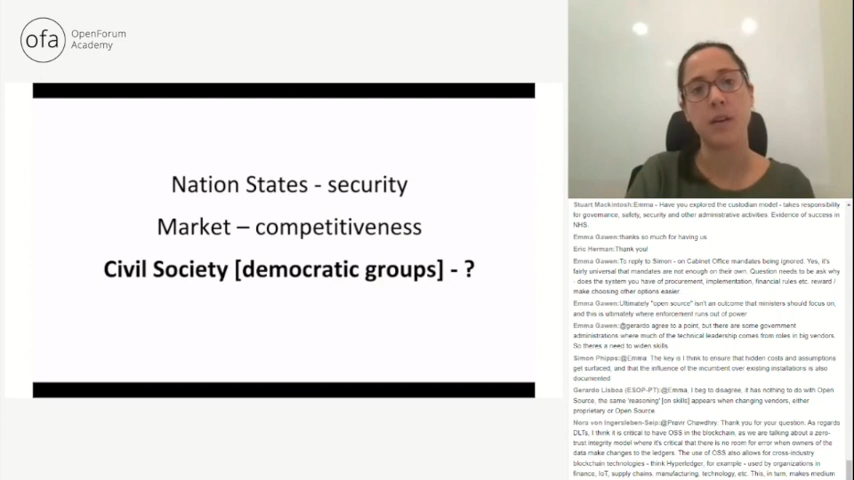 ofa
OpenForum
Academy
Nation States - security
Market – competitiveness
Civil Society [democratic groups] - ?
Stuart Mackintosh:Emma - Have you explored the custodian model - takes responsibility
for governance, safety, security and other administrative activities. Evidence of success in
NHS.
Emma Gawen:thanks so much for having us
Eric Herman:Thank you!
Emma Gawen:To reply to Simon - on Cabinet Office mandates being ignored. Yes, it's
fairly universal that mandates are not enough on their own. Question needs to be ask why
- does the system you have of procurement, implementation, financial rules etc. reward /
make choosing other options easier.
Emma Gawen:Ultimately "open source" isn't an outcome that ministers should focus on,
and this is ultimately where enforcement runs out of power
Emma Gawen:@gerardo agree to a point, but there are some government
administrations where much of the technical leadership comes from roles in big vendors.
So theres a need to widen skills.
Simon Phipps:@Emma: The key is I think to ensure that hidden costs and assumptions
get surfaced, and that the influence of the incumbent over existing installations is also
documented
Gerardo Lisboa (ESOP-PT):@Emma, I beg to disagree, it has nothing to do with Open
Source, the same 'reasoning' [on skills] appears when changing vendors, either
proprietary or Open Source.
Nora von Ingersleben-Seip:@Pranr Chawdhry: Thank you for your question. As regards
DLTs, I think it is critical to have OSS in the blockchain, as we are talking about a zero-
trust integrity model where it's critical that there is no room for error when owners of the
data make changes to the ledgers. The use of OSS also allows for cross-industry
blockchain technologies - think Hyperledger, for example - used by organizations in
finance, IoT, supply chains, manufacturing, technology, etc. This, in turn, makes medium